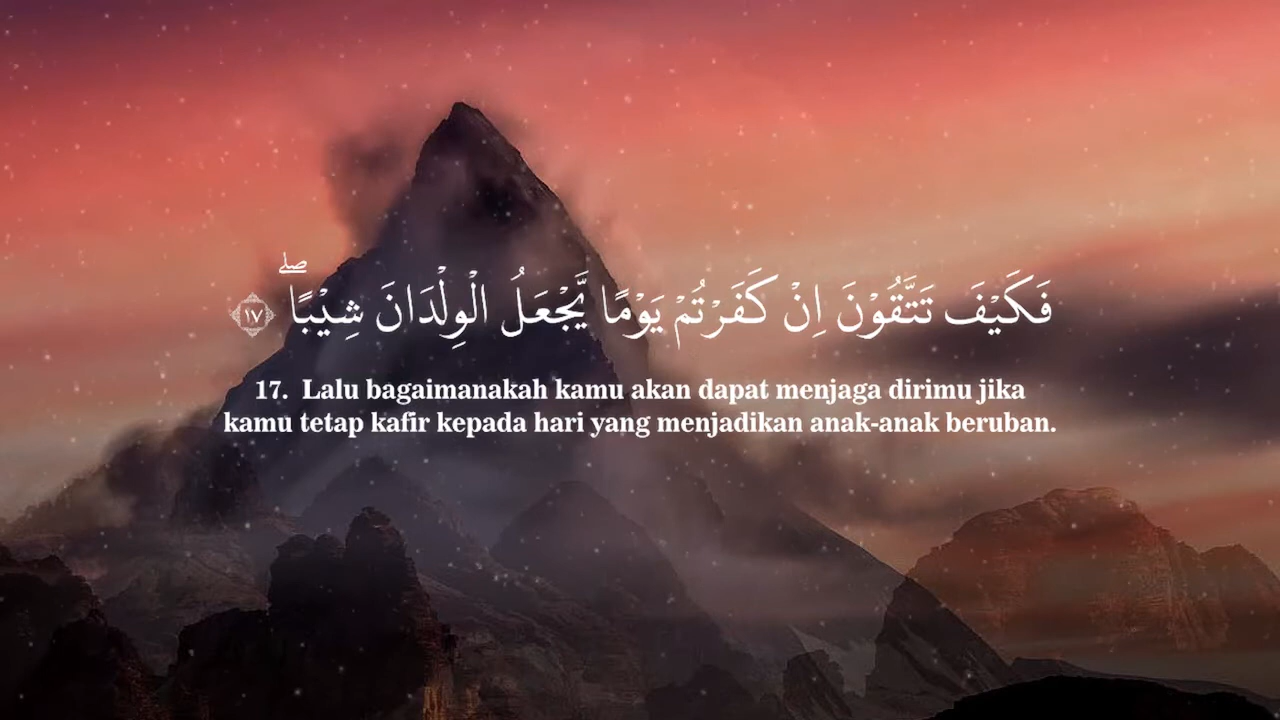 فَكَيْفَ تَتَّقُوْنَ اِنْ كَفَرْتُمْ يَوْمًا يَّجْعَلُ الْوِلْدَانَ شِيْبًاۖ ١٧
17. Lalu bagaimanakah kamu akan dapat menjaga dirimu jika
kamu tetap kafir kepada hari yang menjadikan anak-anak beruban.